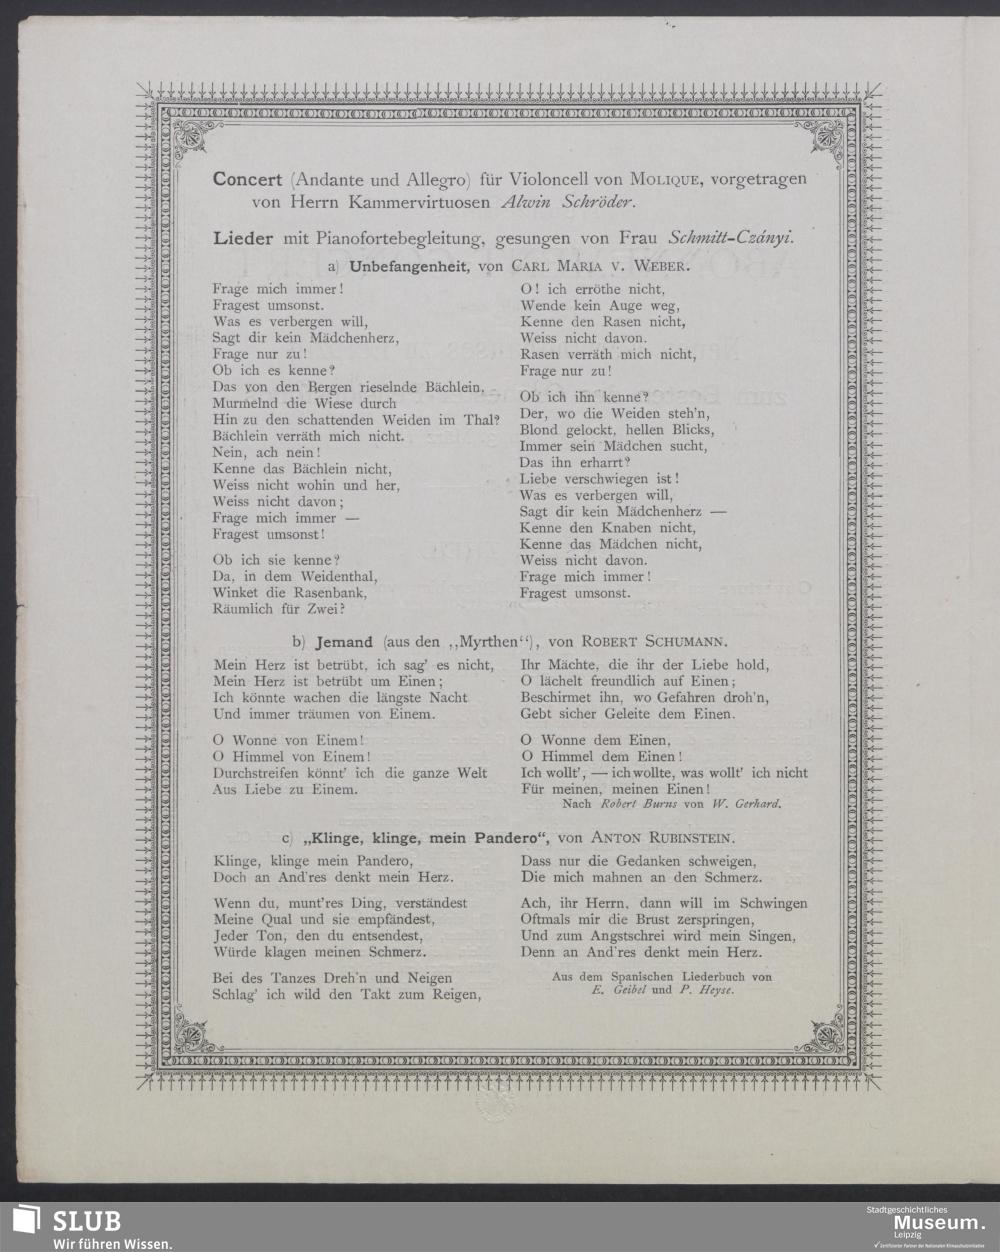 Concert (Andante und Allegro) für Violoncell von MOLIQUE, vorgetragen
von Herrn Kammervirtuosen Alwin Schröder.
Lieder mit Pianofortebegleitung, gesungen von Frau Schmitt-Czányi.
a) Unbefangenheit, von CARL MARIA V. WEBER.
Frage mich immer!
Fragest umsonst.
Was es verbergen will,
Sagt dir kein Mädchenherz,
Frage nur zu!
Ob ich es kenne?
Das von den Bergen rieselnde Bächlein,
Murmelnd die Wiese durch
Hin zu den schattenden Weiden im Thal?
Bächlein verräth mich nicht.
Nein, ach nein!
Kenne das Bächlein nicht,
Weiss nicht wohin und her,
Weiss nicht davon;
Frage mich immer —
Fragest umsonst!
Ob ich sie kenne?
Da, in dem Weidenthal,
Winket die Rasenbank,
Räumlich für Zwei?
O! ich erröthe nicht,
Wende kein Auge weg,
Kenne den Rasen nicht,
Weiss nicht davon.
Rasen verräth mich nicht,
Frage nur zu!
Ob ich ihn kenne?
Der, wo die Weiden steh'n,
Blond gelockt, hellen Blicks,
Immer sein Mädchen sucht,
Das ihn erharrt?
Liebe verschwiegen ist!
Was es verbergen will,
Sagt dir kein Mädchenherz —
Kenne den Knaben nicht,
Kenne das Mädchen nicht,
Weiss nicht davon.
Frage mich immer!
Fragest umsonst.
b) Jemand (aus den ,,Myrthen“), von ROBERT SCHUMANN.
Mein Herz ist betrübt, ich sag' es nicht,
Mein Herz ist betrübt um Einen;
Ich könnte wachen die längste Nacht
Und immer träumen von Einem.
O Wonne von Einem!
O Himmel von Einem!
Durchstreifen könnt' ich die ganze Welt
Aus Liebe zu Einem.
Ihr Mächte, die ihr der Liebe hold,
O lächelt freundlich auf Einen;
Beschirmet ihn, wo Gefahren droh'n,
Gebt sicher Geleite dem Einen.
O Wonne dem Einen,
O Himmel dem Einen!
Ich wollt', — ich wollte, was wollt' ich nicht
Für meinen, meinen Einen!
Nach Robert Burns von W. Gerhard.
c) „Klinge, klinge, mein Pandero“, von ANTON RUBINSTEIN.
Klinge, klinge mein Pandero,
Doch an And'res denkt mein Herz.
Wenn du, munt'res Ding, verständest
Meine Qual und sie empfändest,
Jeder Ton, den du entsendest,
Würde klagen meinen Schmerz.
Bei des Tanzes Dreh'n und Neigen
Schlag' ich wild den Takt zum Reigen,
Dass nur die Gedanken schweigen,
Die mich mahnen an den Schmerz.
Ach, ihr Herrn, dann will im Schwingen
Oftmals mir die Brust zerspringen,
Und zum Angstschrei wird mein Singen,
Denn an And'res denkt mein Herz.
Aus dem Spanischen Liederbuch von
E. Geibel und P. Heyse.
SLUB
Wir führen Wissen.
Stadtgeschichtliches
Museum.
Leipzig
Zertifizierter Partner der Nationalen Klimaschutzinitiative